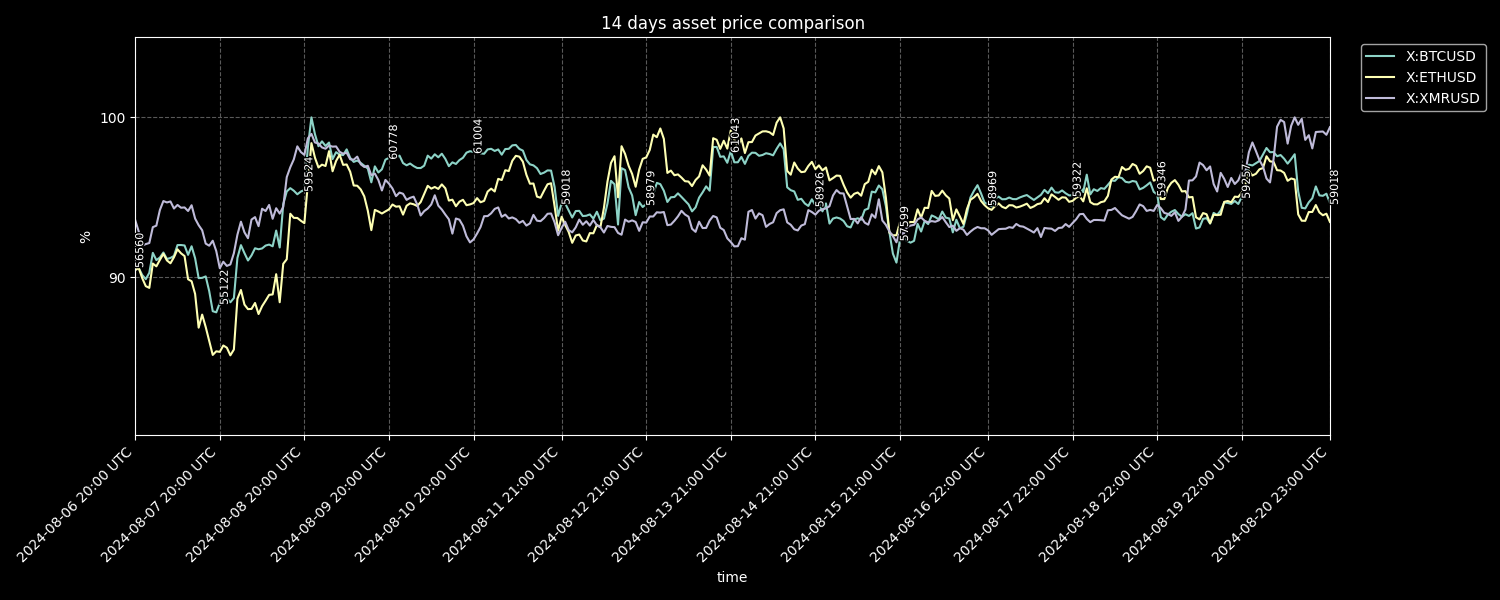 14 days asset price comparison
X:BTCUSD
X:ETHUSD
X:XMRUSD
100
90
%
56560
55122
59524
60778
61004
59018
58979
61043
58926
57599
58969
59322
59346
59257
59018
2024-08-06 20:00 UTC
2024-08-07 20:00 UTC
2024-08-08 20:00 UTC
2024-08-09 20:00 UTC
2024-08-10 20:00 UTC
2024-08-11 21:00 UTC
2024-08-12 21:00 UTC
2024-08-13 21:00 UTC
2024-08-14 21:00 UTC
2024-08-15 21:00 UTC
2024-08-16 22:00 UTC
2024-08-17 22:00 UTC
2024-08-18 22:00 UTC
2024-08-19 22:00 UTC
2024-08-20 23:00 UTC
time